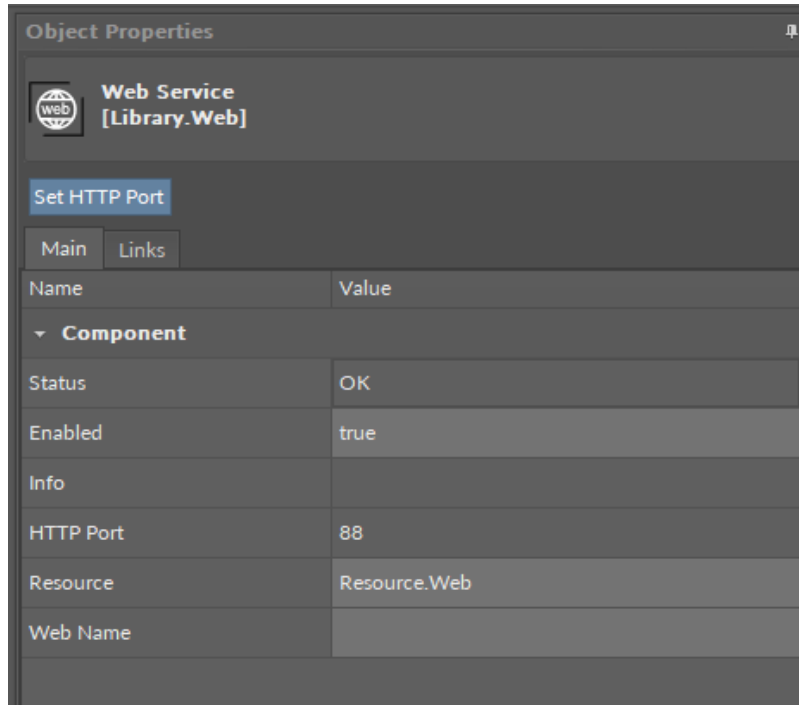 Object Properties
web
Web Service
[Library.Web]
Set HTTP Port
Main Links
Name Value
Component
Status OK
Enabled true
Info
HTTP Port 88
Resource Resource.Web
Web Name